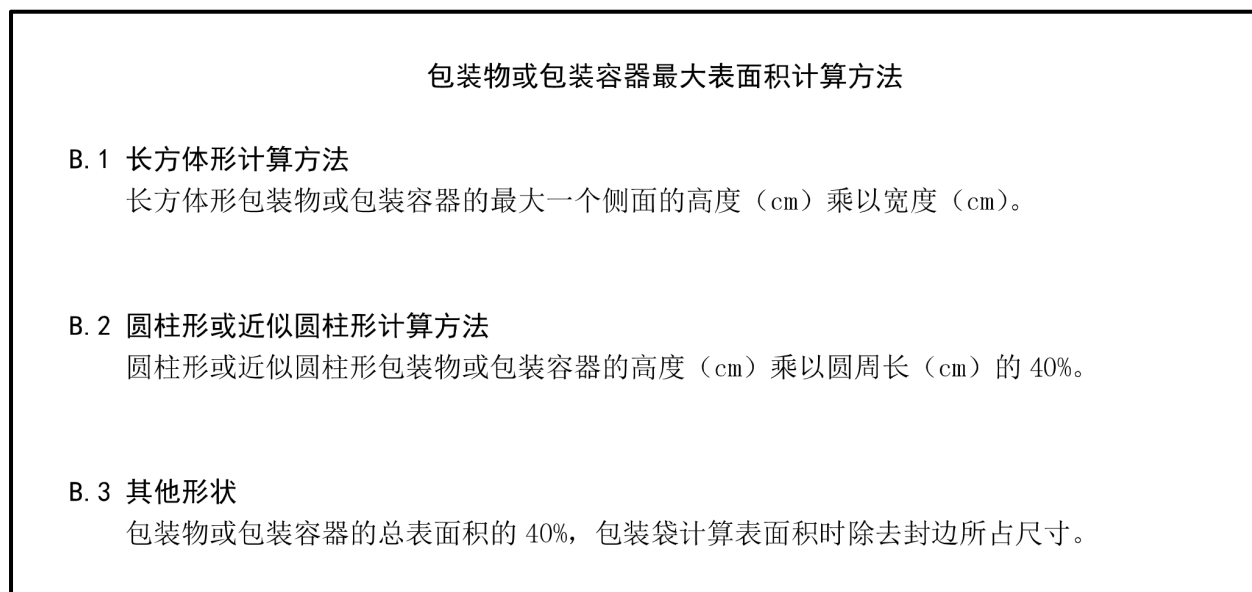 包装物或包装容器最大表面积计算方法
B.1 长方体形计算方法
长方体形包装物或包装容器的最大一个侧面的高度（cm）乘以宽度（cm）。
B.2 圆柱形或近似圆柱形计算方法
圆柱形或近似圆柱形包装物或包装容器的高度（cm）乘以圆周长（cm）的 40%。
B.3 其他形状
包装物或包装容器的总表面积的 40%，包装袋计算表面积时除去封边所占尺寸。